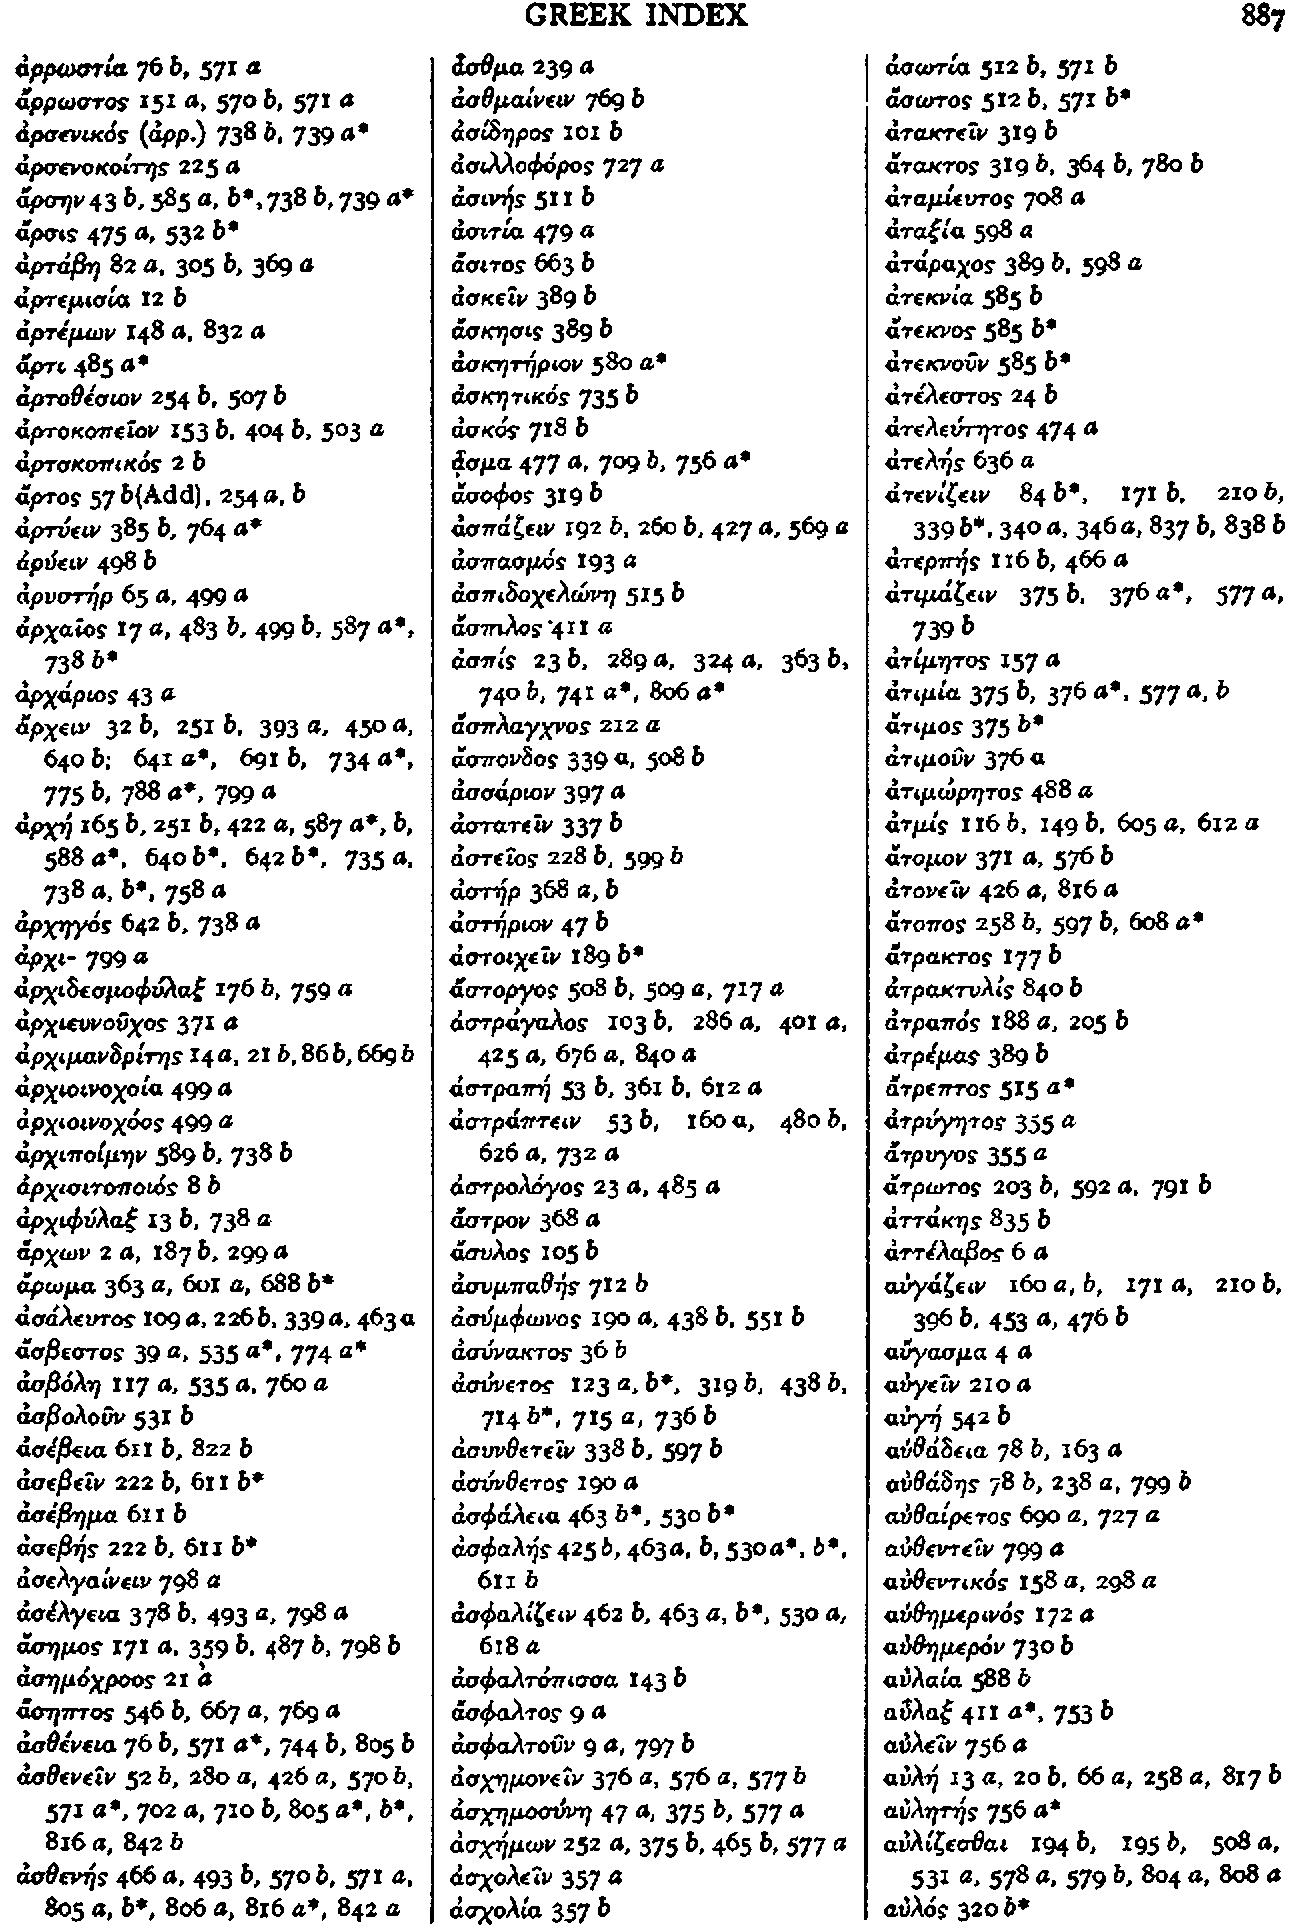 GREEK INDEX 887
ἀρρωστία 76 b, 571 a
ἄρρωστος 151 a, 570 b, 571 a
ἀρσενικός (ἀρρ.) 738 b, 739 a*
ἀρσενοκοίτης 225 a
ἄρσην 43 b, 585 a, b*, 738 b, 739 a*
ἄρσις 475 a, 532 b*
ἀρτάβη 82 a, 305 b, 369 a
ἀρτεμισία 12 b
ἀρτέμων 148 a, 832 a
ἄρτι 485 a*
ἀρτοθέσιον 254 b, 507 b
ἀρτοκοπεῖον 153 b, 404 b, 503 a
ἀρτοκοπικός 2 b
ἄρτος 57 b(Add), 254 a, b
ἀρτύειν 385 b, 764 a*
ἀρύειν 498 b
ἀρυστήρ 65 a, 499 a
ἀρχαῖος 17 a, 483 b, 499 b, 587 a*,
738 b*
ἀρχάριος 43 a
ἄρχειν 32 b, 251 b, 393 a, 450 a,
640 b; 641 a*, 691 b, 734 a*,
775 b, 788 a*, 799 a
ἀρχή 165 b, 251 b, 422 a, 587 a*, b,
588 a*, 640 b*, 642 b*, 735 a,
738 a, b*, 758 a
ἀρχηγός 642 b, 738 a
ἀρχι- 799 a
ἀρχιδεσμοφύλαξ 176 b, 759 a
ἀρχιευνοῦχος 371 a
ἀρχιμανδρίτης 14 a, 21 b, 86 b, 669 b
ἀρχιοινοχοία 499 a
ἀρχιοινοχόος 499 a
ἀρχιποίμην 589 b, 738 b
ἀρχισιτοποιός 8 b
ἀρχιφύλαξ 13 b, 738 a
ἄρχων 2 a, 187 b, 299 a
ἄρωμα 363 a, 601 a, 688 b*
ἀσάλευτος 109 a, 226 b, 339 a, 463 a
ἄσβεστος 39 a, 535 a*, 774 a*
ἀσβόλη 117 a, 535 a, 760 a
ἀσβολοῦν 531 b
ἀσέβεια 611 b, 822 b
ἀσεβεῖν 222 b, 611 b*
ἀσέβημα 611 b
ἀσεβής 222 b, 611 b*
ἀσελγαίνειν 798 a
ἀσέλγεια 378 b, 493 a, 798 a
ἄσημος 171 a, 359 b, 487 b, 798 b
ἀσημόχροος 21 a
ἄσηπτος 546 b, 667 a, 769 a
ἀσθένεια 76 b, 571 a*, 744 b, 805 b
ἀσθενεῖν 52 b, 280 a, 426 a, 570 b,
571 a*, 702 a, 710 b, 805 a*, b*,
816 a, 842 b
ἀσθενής 466 a, 493 b, 570 b, 571 a,
805 a, b*, 806 a, 816 a*, 842 a
ἆσθμα 239 a
ἀσθμαίνειν 769 b
ἀσίδηρος 101 b
ἀσιλλοφόρος 727 a
ἀσινής 511 b
ἀσιτία 479 a
ἄσιτος 663 b
ἀσκεῖν 389 b
ἄσκησις 389 b
ἀσκητήριον 580 a*
ἀσκητικός 735 b
ἀσκός 718 b
ᾆσμα 477 a, 709 b, 756 a*
ἄσοφος 319 b
ἀσπάζειν 192 b, 260 b, 427 a, 569 a
ἀσπασμός 193 a
ἀσπιδοχελώνη 515 b
ἄσπιλος 411 a
ἀσπίς 23 b, 289 a, 324 a, 363 b,
740 b, 741 a*, 806 a*
ἄσπλαγχνος 212 a
ἄσπονδος 339 a, 508 b
ἀσσάριον 397 a
ἀστατεῖν 337 b
ἀστεῖος 228 b, 599 b
ἀστήρ 368 a, b
ἀστήριον 47 b
ἀστοιχεῖν 189 b*
ἄστοργος 508 b, 509 a, 717 a
ἀστράγαλος 103 b, 286 a, 401 a,
425 a, 676 a, 840 a
ἀστραπή 53 b, 361 b, 612 a
ἀστράπτειν 53 b, 160 a, 480 b,
626 a, 732 a
ἀστρολόγος 23 a, 485 a
ἄστρον 368 a
ἄσυλος 105 b
ἀσυμπαθής 712 b
ἀσύμφωνος 190 a, 438 b, 551 b
ἀσύνακτος 36 b
ἀσύνετος 123 a, b*, 319 b, 438 b,
714 b*, 715 a, 736 b
ἀσυνθετεῖν 338 b, 597 b
ἀσύνθετος 190 a
ἀσφάλεια 463 b*, 530 b*
ἀσφαλής 425 b, 463 a, b, 530 a*, b*,
611 b
ἀσφαλίζειν 462 b, 463 a, b*, 530 a,
618 a
ἀσφαλτόπισσα 143 b
ἄσφαλτος 9 a
ἀσφαλτοῦν 9 a, 797 b
ἀσχημονεῖν 376 a, 576 a, 577 b
ἀσχημοσύνη 47 a, 375 b, 577 a
ἀσχήμων 252 a, 375 b, 465 b, 577 a
ἀσχολεῖν 357 a
ἀσχολία 357 b
ἀσωτία 512 b, 571 b
ἄσωτος 512 b, 571 b*
ἀτακτεῖν 319 b
ἄτακτος 319 b, 364 b, 780 b
ἀταμίευτος 708 a
ἀταξία 598 a
ἀτάραχος 389 b, 598 a
ἀτεκνία 585 b
ἄτεκνος 585 b*
ἀτεκνοῦν 585 b*
ἀτέλεστος 24 b
ἀτελεύτητος 474 a
ἀτελής 636 a
ἀτενίζειν 84 b*, 171 b, 210 b,
339 b*, 340 a, 346 a, 837 b, 838 b
ἀτερπής 116 b, 466 a
ἀτιμάζειν 375 b, 376 a*, 577 a,
739 b
ἀτίμητος 157 a
ἀτιμία 375 b, 376 a*, 577 a, b
ἄτιμος 375 b*
ἀτιμοῦν 376 a
ἀτιμώρητος 488 a
ἀτμίς 116 b, 149 b, 605 a, 612 a
ἄτομον 371 a, 576 b
ἀτονεῖν 426 a, 816 a
ἄτοπος 258 b, 597 b, 608 a*
ἄτρακτος 177 b
ἀτρακτυλίς 840 b
ἀτραπός 188 a, 205 b
ἀτρέμας 389 b
ἄτρεπτος 515 a*
ἀτρύγητος 355 a
ἄτρυγος 355 a
ἄτρωτος 203 b, 592 a, 791 b
ἀττάκης 835 b
ἀττέλαβος 6 a
αὐγάζειν 160 a, b, 171 a, 210 b,
396 b, 453 a, 476 b
αὔγασμα 4 a
αὐγεῖν 210 a
αὐγή 542 b
αὐθάδεια 78 b, 163 a
αὐθάδης 78 b, 238 a, 799 b
αὐθαίρετος 690 a, 727 a
αὐθεντεῖν 799 a
αὐθεντικός 158 a, 298 a
αὐθημερινός 172 a
αὐθημερόν 730 b
αὐλαία 588 b
αὖλαξ 411 a*, 753 b
αὐλεῖν 756 a
αὐλή 13 a, 20 b, 66 a, 258 a, 817 b
αὐλητής 756 a*
αὐλίζεσθαι 194 b, 195 b, 508 a,
531 a, 578 a, 579 b, 804 a, 808 a
αὐλός 320 b*